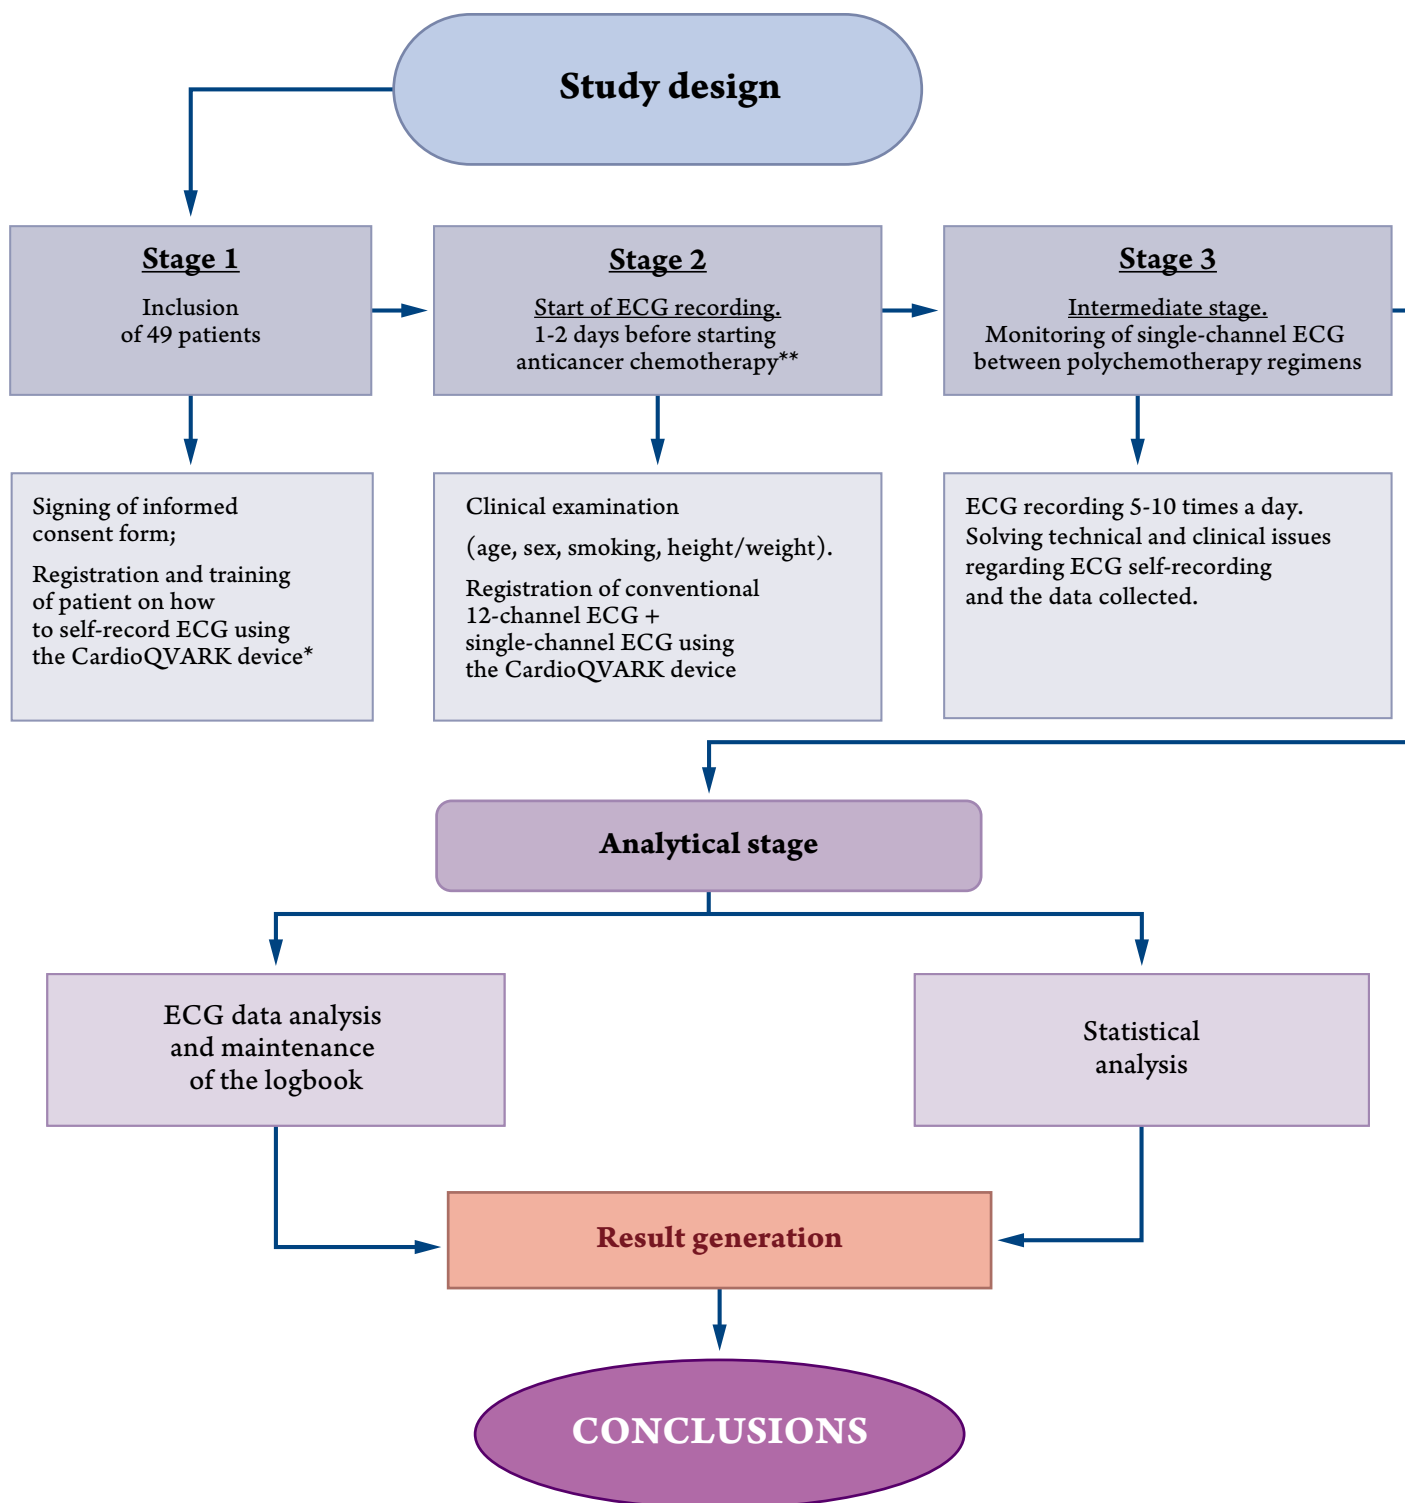 Study design
Stage 1
Inclusion
of 49 patients
Stage 2
Start of ECG recording.
1-2 days before starting
anticancer chemotherapy**
Stage 3
Intermediate stage.
Monitoring of single-channel ECG
between polychemotherapy regimens
Signing of informed
consent form;
Registration and training
of patient on how
to self-record ECG using
the CardioQVARK device*
Clinical examination
(age, sex, smoking, height/weight).
Registration of conventional
12-channel ECG +
single-channel ECG using
the CardioQVARK device
ECG recording 5-10 times a day.
Solving technical and clinical issues
regarding ECG self-recording
and the data collected.
Analytical stage
ECG data analysis
and maintenance
of the logbook
Statistical
analysis
Result generation
CONCLUSIONS